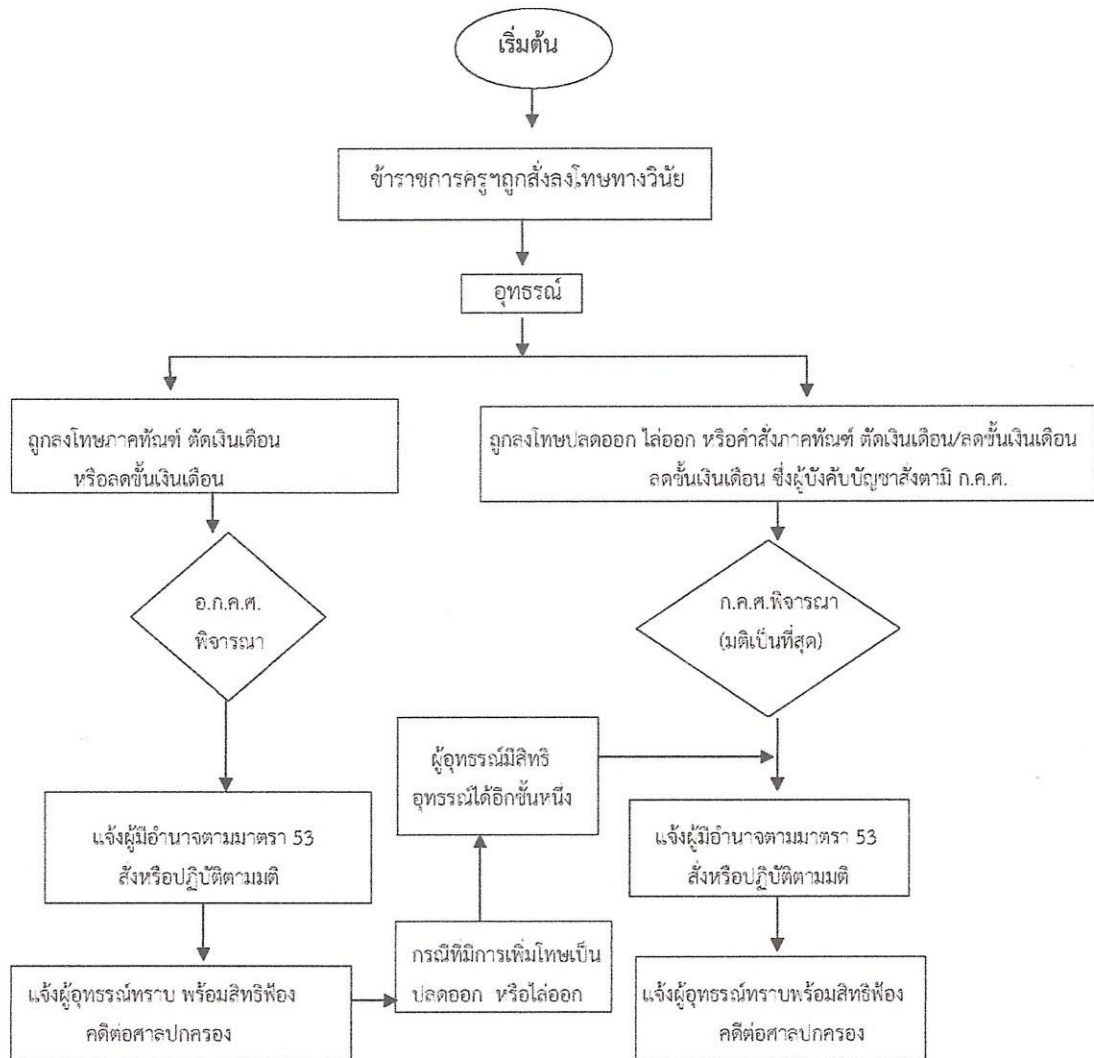 เริ่มต้น
ข้าราชการครูฯถูกสั่งลงโทษทางวินัย
อุทธรณ์
ถูกลงโทษภาคทัณฑ์ ตัดเงินเดือน
หรือลดขั้นเงินเดือน
ถูกลงโทษปลดออก ไล่ออก หรือคำสั่งภาคทัณฑ์ ตัดเงินเดือน/ลดขั้นเงินเดือน
ลดขั้นเงินเดือน ซึ่งผู้บังคับบัญชาสั่งตามมิ ก.ค.ศ.
อ.ก.ค.ศ.
พิจารณา
ก.ค.ศ.พิจารณา
(มติเป็นที่สุด)
ผู้อุทธรณ์มีสิทธิ
อุทธรณ์ได้อีกชั้นหนึ่ง
แจ้งผู้มีอำนาจตามมาตรา 53
สั่งหรือปฏิบัติตามมติ
แจ้งผู้มีอำนาจตามมาตรา 53
สั่งหรือปฏิบัติตามมติ
แจ้งผู้อุทธรณ์ทราบ พร้อมสิทธิฟ้อง
คดีต่อศาลปกครอง
กรณีที่มีการเพิ่มโทษเป็น
ปลดออก หรือไล่ออก
แจ้งผู้อุทธรณ์ทราบพร้อมสิทธิฟ้อง
คดีต่อศาลปกครอง